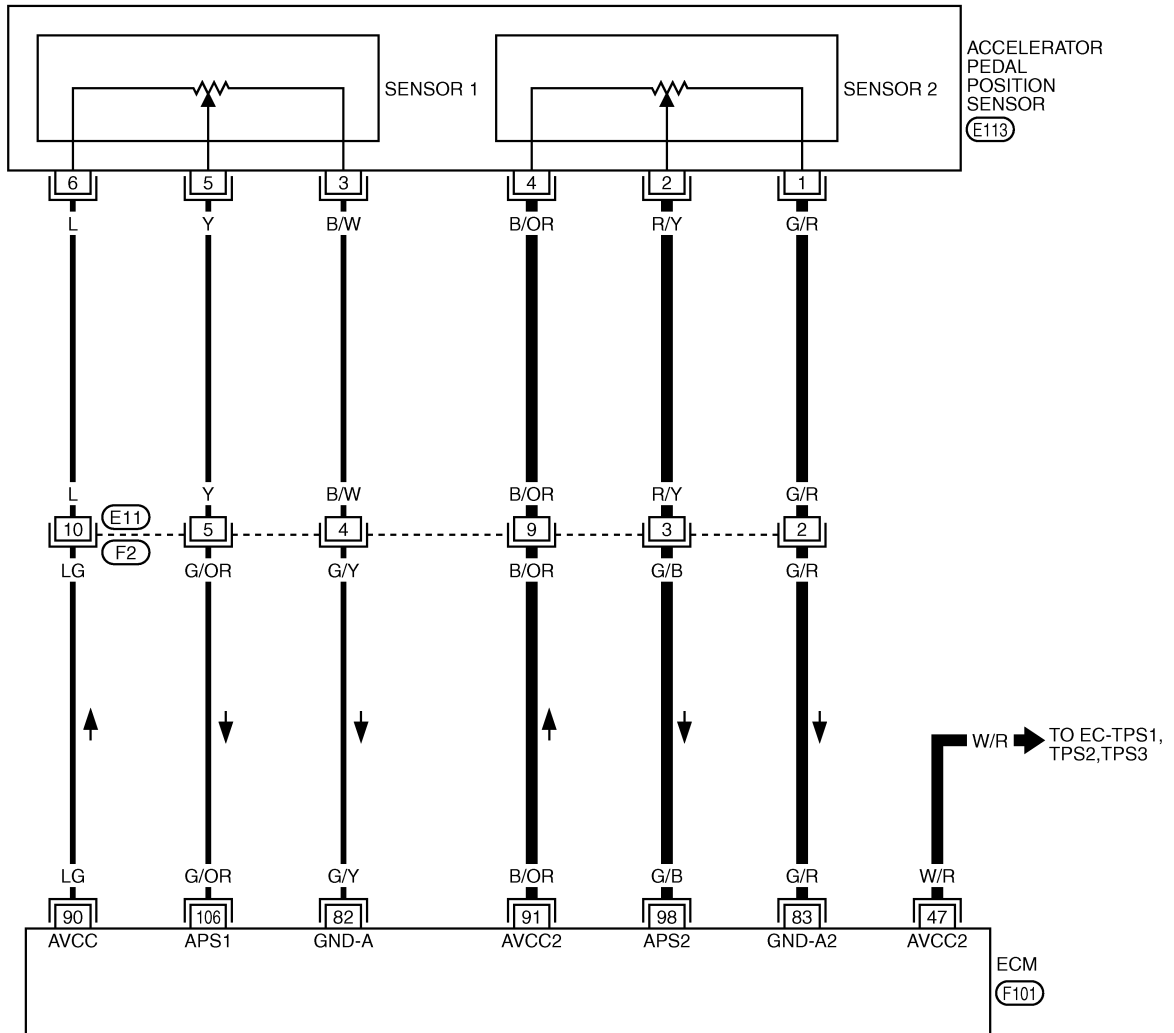 SENSOR 1
SENSOR 2
ACCELERATOR
PEDAL
POSITION
SENSOR
E113
6 5 3 4 2 1
L Y B/W B/OR R/Y G/R
L Y B/W B/OR R/Y G/R
E11
10 5 4 9 3 2
F2
LG G/OR G/Y B/OR G/B G/R
W/R TO EC-TPS1,
TPS2,TPS3
LG G/OR G/Y B/OR G/B G/R W/R
90 106 82 91 98 83 47
AVCC APS1 GND-A AVCC2 APS2 GND-A2 AVCC2
ECM
F101